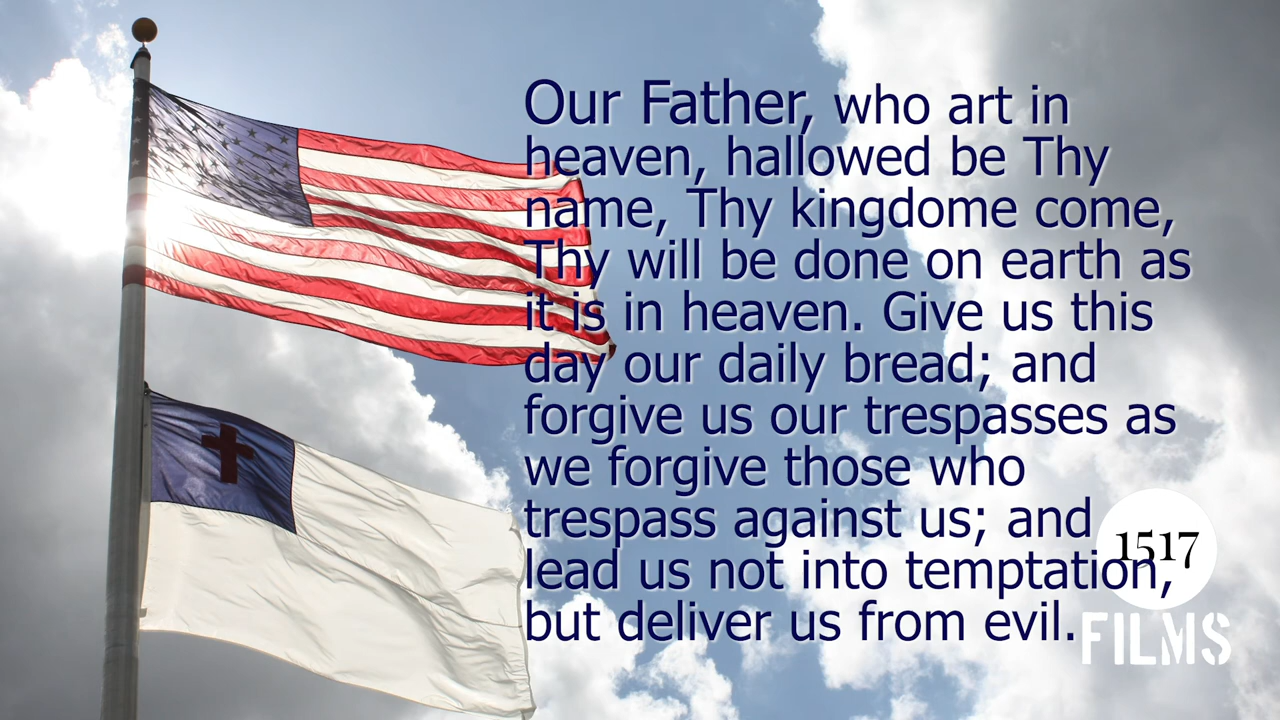 Our Father, who art in
heaven, hallowed be Thy
name, Thy kingdome come,
Thy will be done on earth as
it is in heaven. Give us this
day our daily bread; and
forgive us our trespasses as
we forgive those who
trespass against us; and
lead us not into temptation,
but deliver us from evil.
1517
FILMS